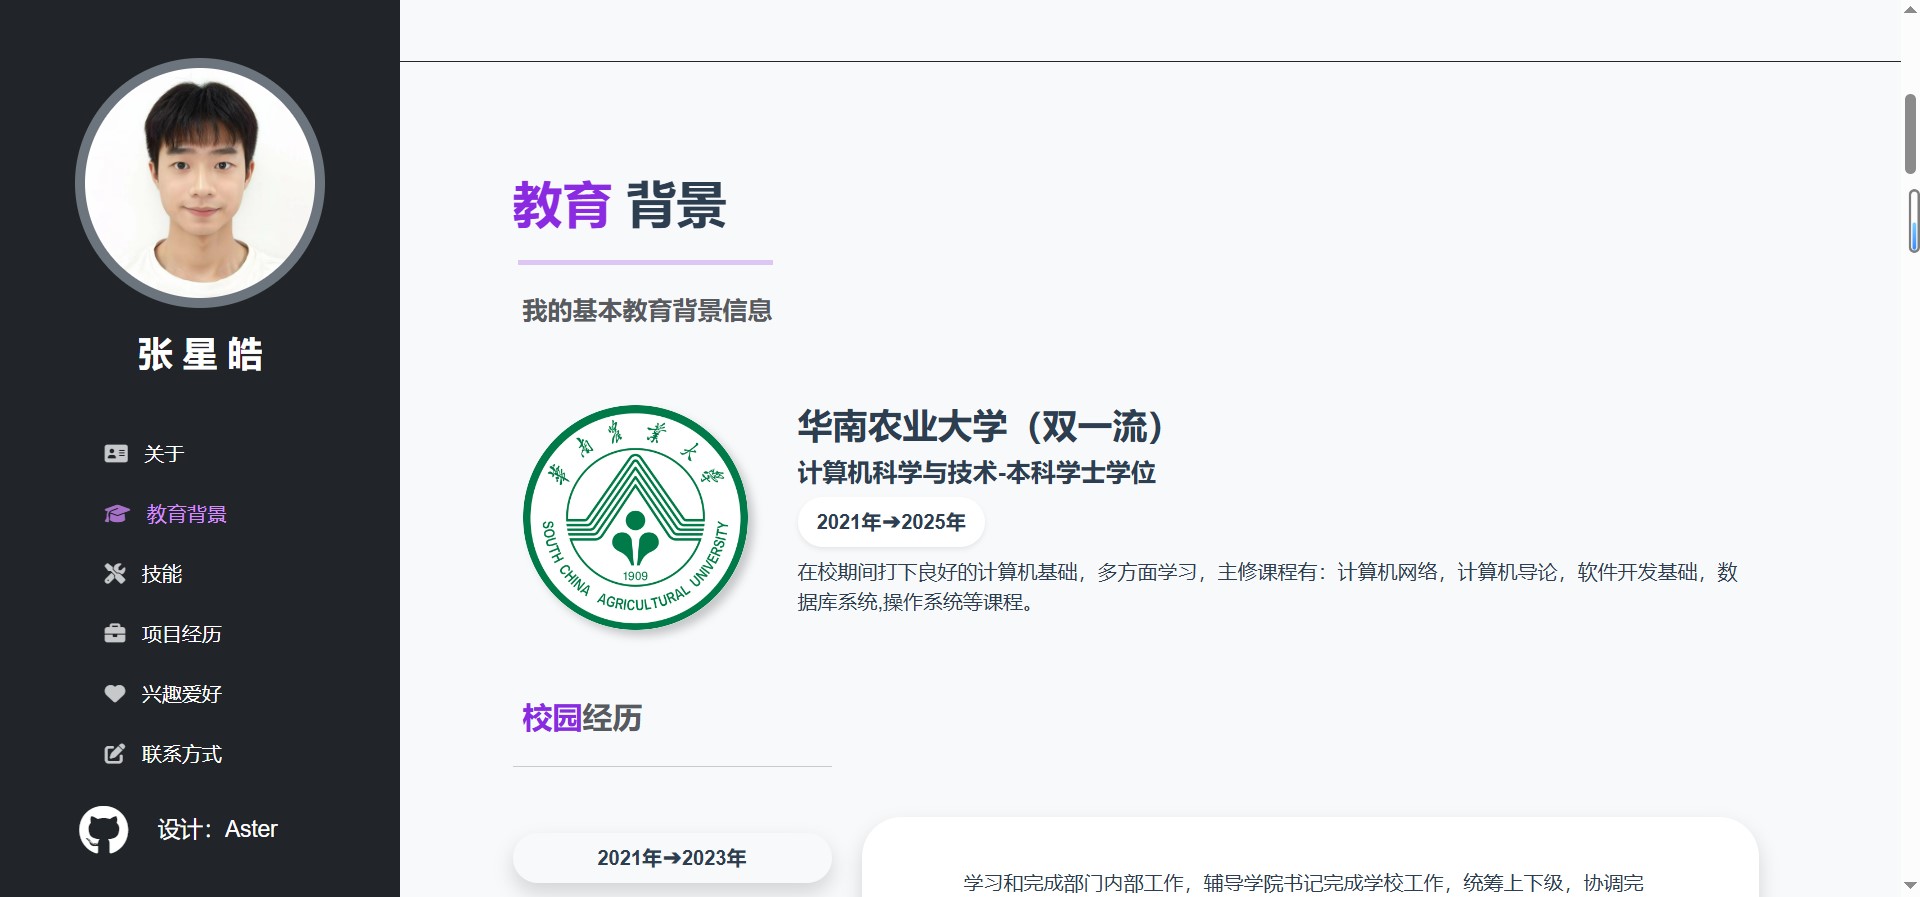 张星皓
关于
教育背景
技能
项目经历
兴趣爱好
联系方式
设计：Aster
教育 背景
我的基本教育背景信息
华南农业大学
SOUTH CHINA AGRICULTURAL UNIVERSITY
1909
华南农业大学（双一流）
计算机科学与技术-本科学士学位
2021年➔2025年
在校期间打下良好的计算机基础，多方面学习，主修课程有：计算机网络，计算机导论，软件开发基础，数
据库系统,操作系统等课程。
校园经历
2021年➔2023年
学习和完成部门内部工作，辅导学院书记完成学校工作，统筹上下级，协调完